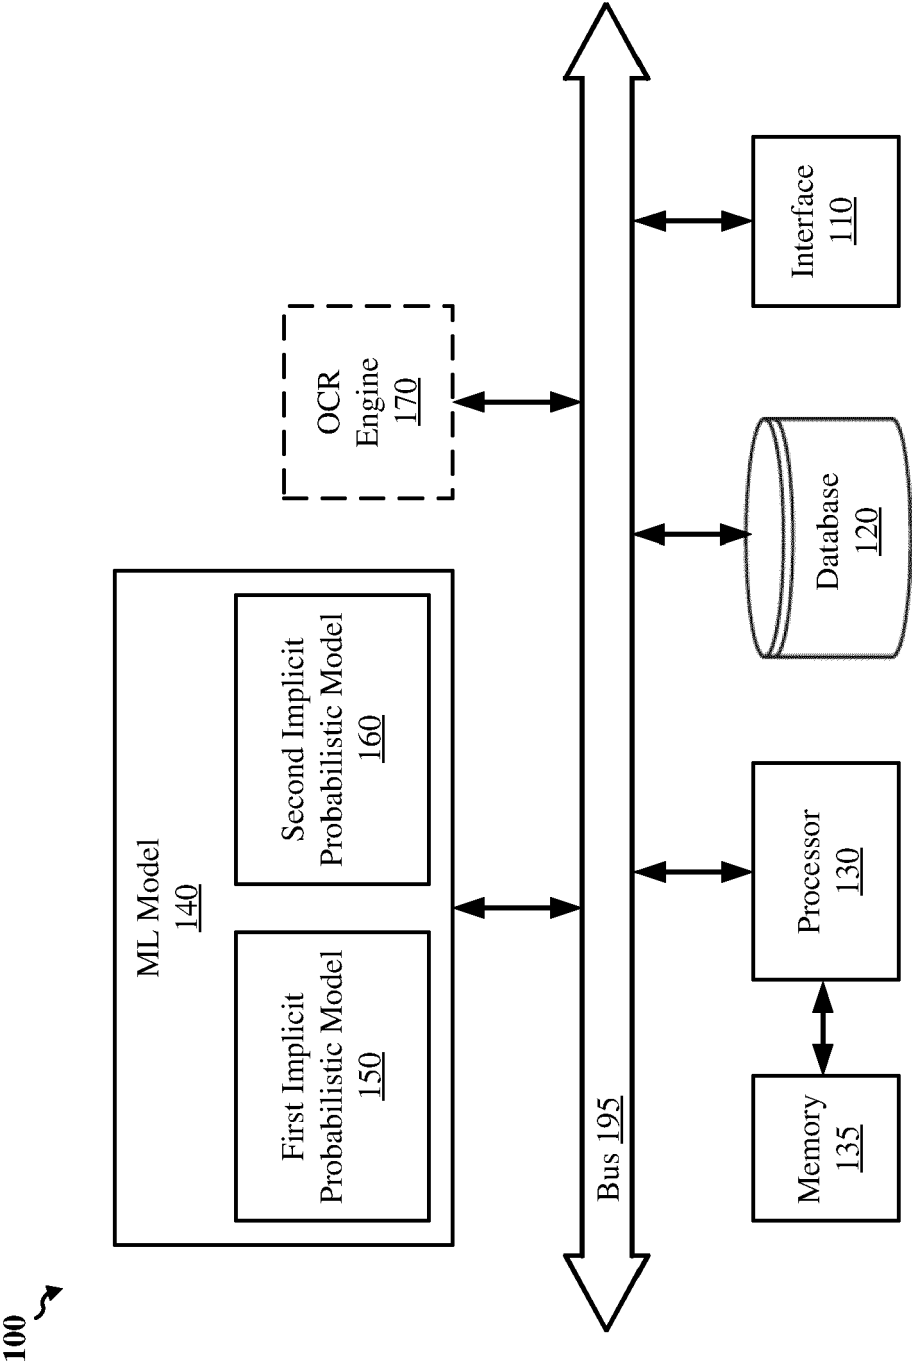 100
ML Model
140
First Implicit
Probabilistic Model
150
Second Implicit
Probabilistic Model
160
OCR
Engine
170
Bus 195
Memory
135
Processor
130
Database
120
Interface
110